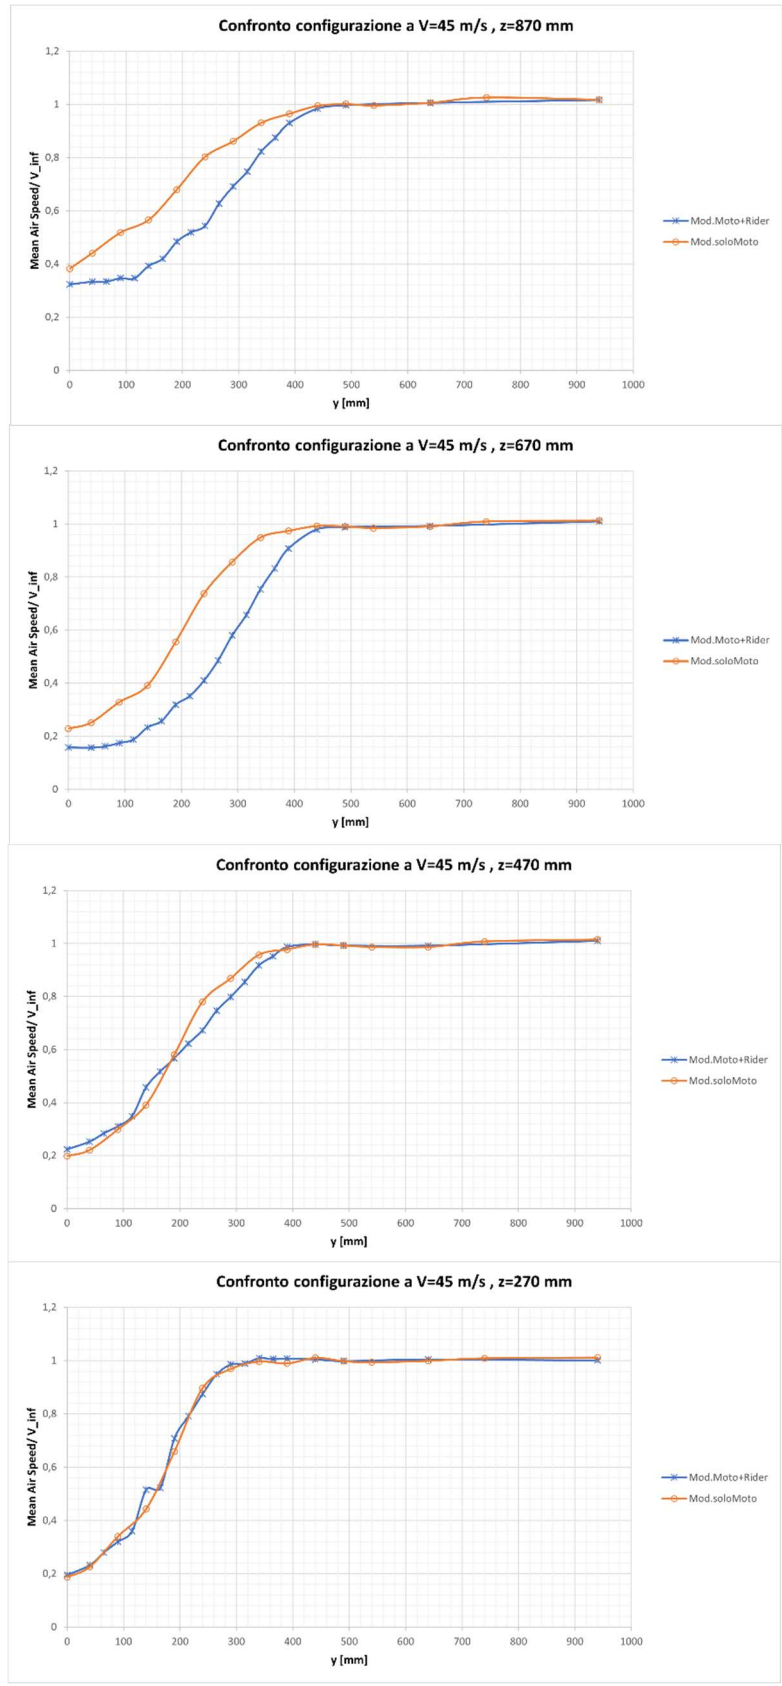 Confronto configurazione a V=45 m/s , z=870 mm
1,2
1
0,8
0,6
0,4
0,2
0
Mean Air Speed/ V_inf
0 100 200 300 400 500 600 700 800 900 1000
y [mm]
Mod.Moto+Rider
Mod.soloMoto
Confronto configurazione a V=45 m/s , z=670 mm
1,2
1
0,8
0,6
0,4
0,2
0
Mean Air Speed/ V_inf
0 100 200 300 400 500 600 700 800 900 1000
y [mm]
Mod.Moto+Rider
Mod.soloMoto
Confronto configurazione a V=45 m/s , z=470 mm
1,2
1
0,8
0,6
0,4
0,2
0
Mean Air Speed/ V_inf
0 100 200 300 400 500 600 700 800 900 1000
y [mm]
Mod.Moto+Rider
Mod.soloMoto
Confronto configurazione a V=45 m/s , z=270 mm
1,2
1
0,8
0,6
0,4
0,2
0
Mean Air Speed/ V_inf
0 100 200 300 400 500 600 700 800 900 1000
y [mm]
Mod.Moto+Rider
Mod.soloMoto